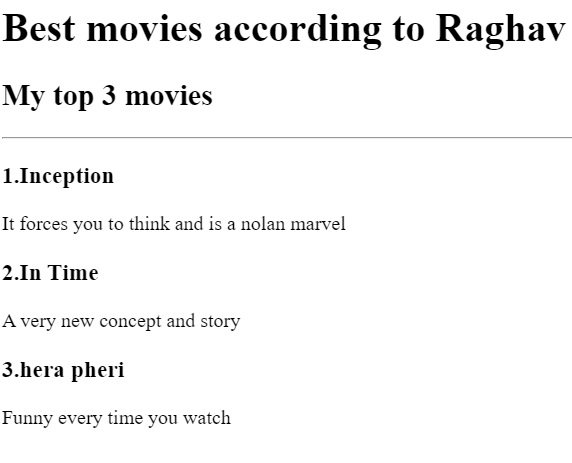 Best movies according to Raghav
My top 3 movies
1.Inception
It forces you to think and is a nolan marvel
2.In Time
A very new concept and story
3.hera pheri
Funny every time you watch